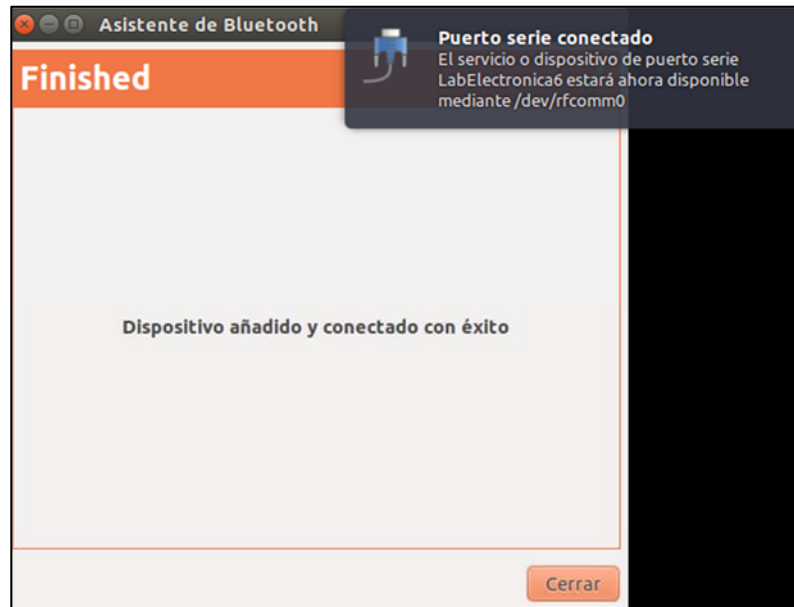 Asistente de Bluetooth
Puerto serie conectado
El servicio o dispositivo de puerto serie
LabElectronica6 estará ahora disponible
mediante /dev/rfcomm0
Finished
Dispositivo añadido y conectado con éxito
Cerrar